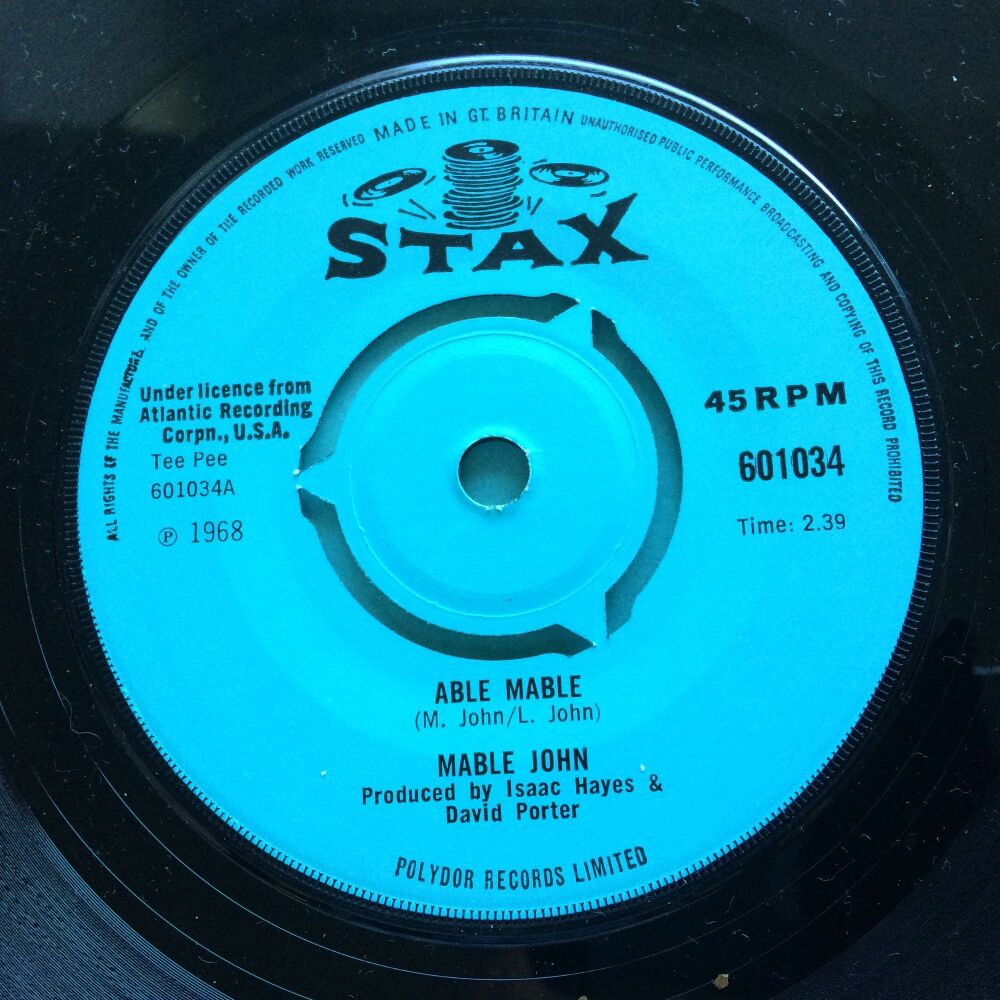 ALL RIGHTS OF THE MANUFACTURER AND OF THE OWNER OF THE RECORDED WORK RESERVED MADE IN GT. BRITAIN UNAUTHORISED PUBLIC PERFORMANCE BROADCASTING AND COPYING OF THIS RECORD PROHIBITED
STAX
Under licence from
Atlantic Recording
Corpn., U.S.A.
Tee Pee
601034A
℗ 1968
45 RPM
601034
Time: 2.39
ABLE MABLE
(M. John/L. John)
MABLE JOHN
Produced by Isaac Hayes &
David Porter
POLYDOR RECORDS LIMITED